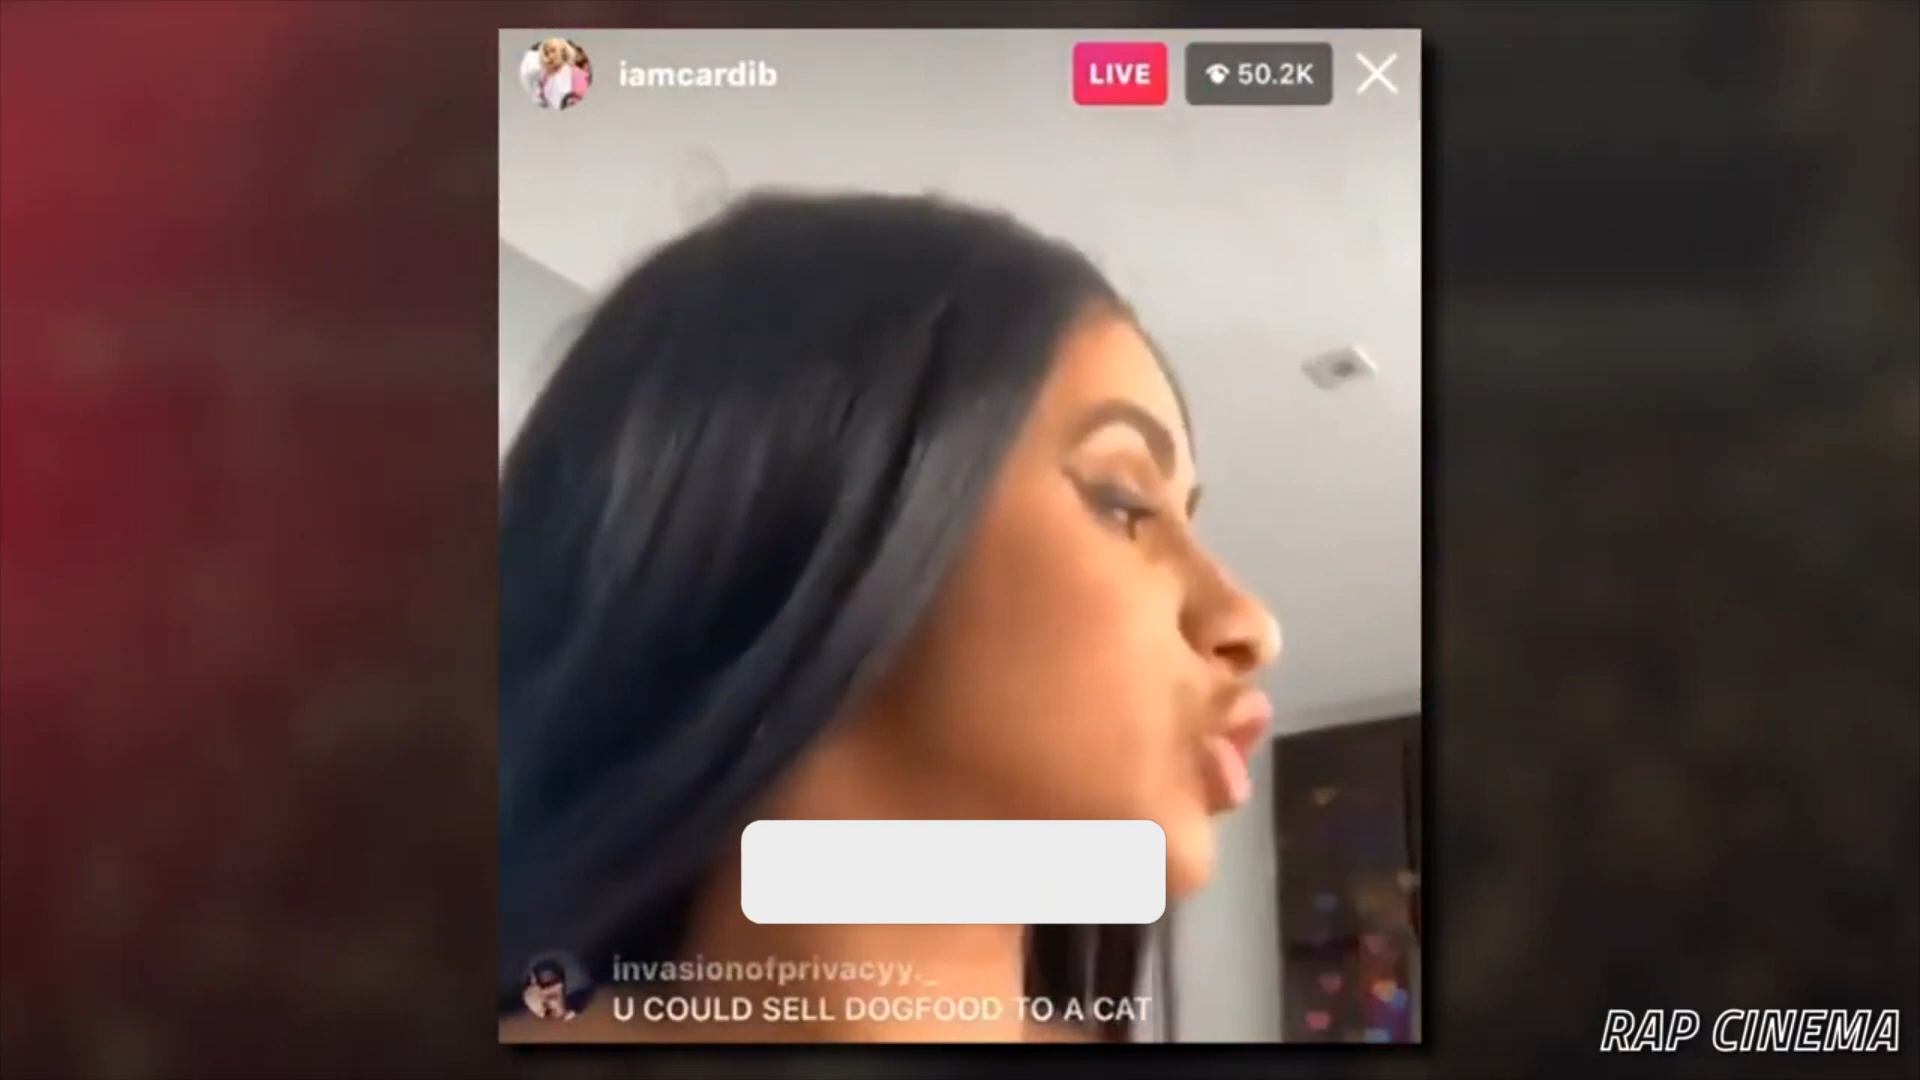 iamcardib
LIVE
50.2K
invasionofprivacyy._
U COULD SELL DOGFOOD TO A CAT
RAP CINEMA